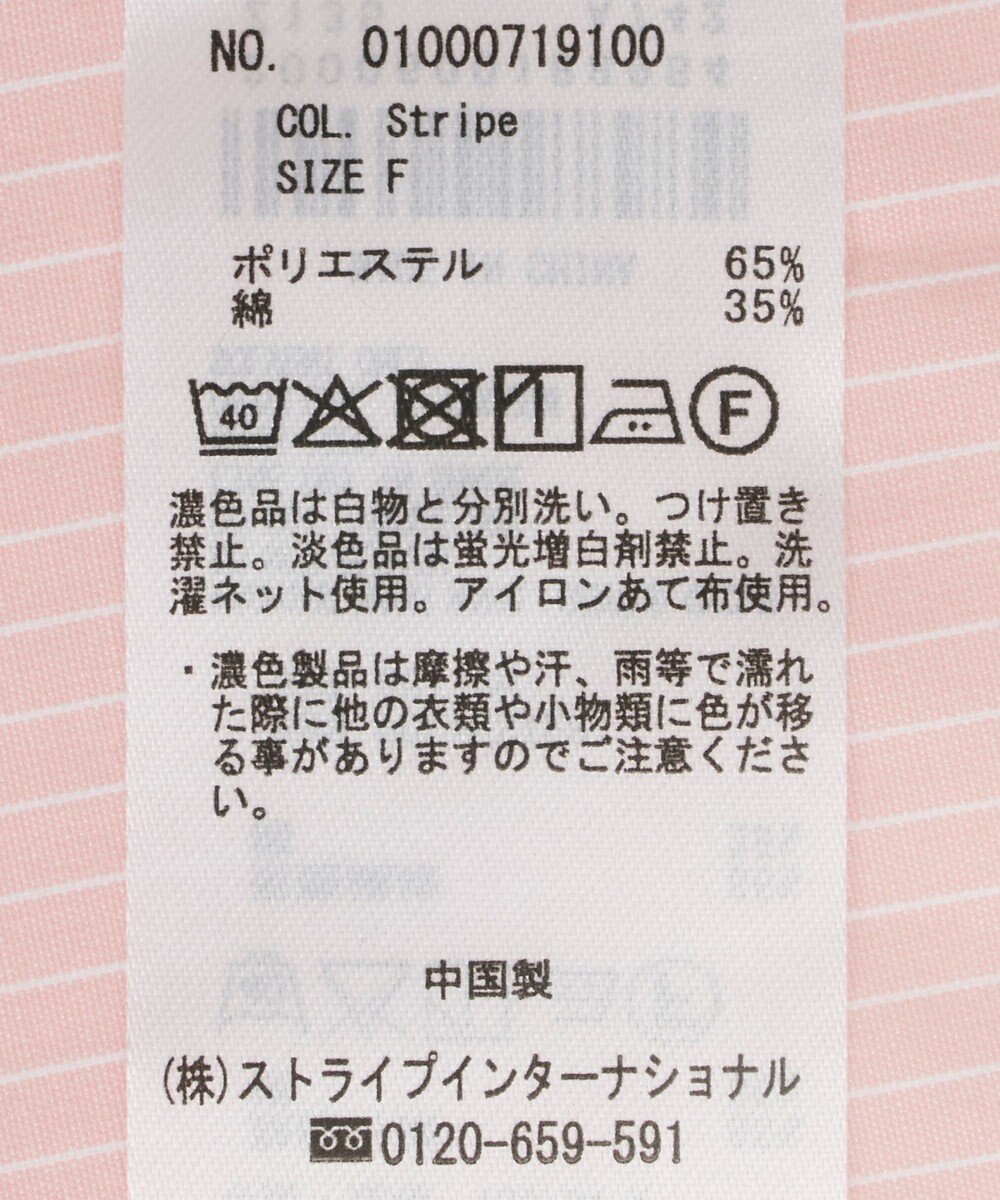 NO. 01000719100
COL. Stripe
SIZE F
ポリエステル 65%
綿 35%
40 F
濃色品は白物と分別洗い。つけ置き
禁止。淡色品は蛍光増白剤禁止。洗
濯ネット使用。アイロンあて布使用。
・濃色製品は摩擦や汗、雨等で濡れ
た際に他の衣類や小物類に色が移
る事がありますのでご注意くださ
い。
中国製
(株)ストライプインターナショナル
0120-659-591